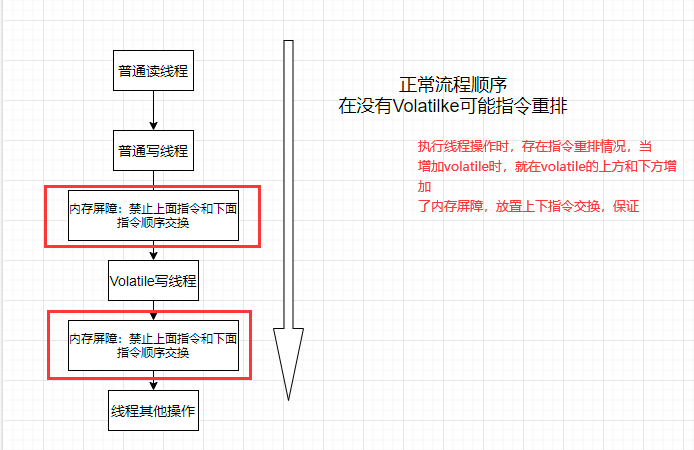 普通读线程
普通写线程
内存屏障：禁止上面指令和下面
指令顺序交换
Volatile写线程
内存屏障：禁止上面指令和下面
指令顺序交换
线程其他操作
正常流程顺序
在没有Volatilke可能指令重排
执行线程操作时，存在指令重排情况，当
增加volatile时，就在volatile的上方和下方增
加
了内存屏障，放置上下指令交换，保证